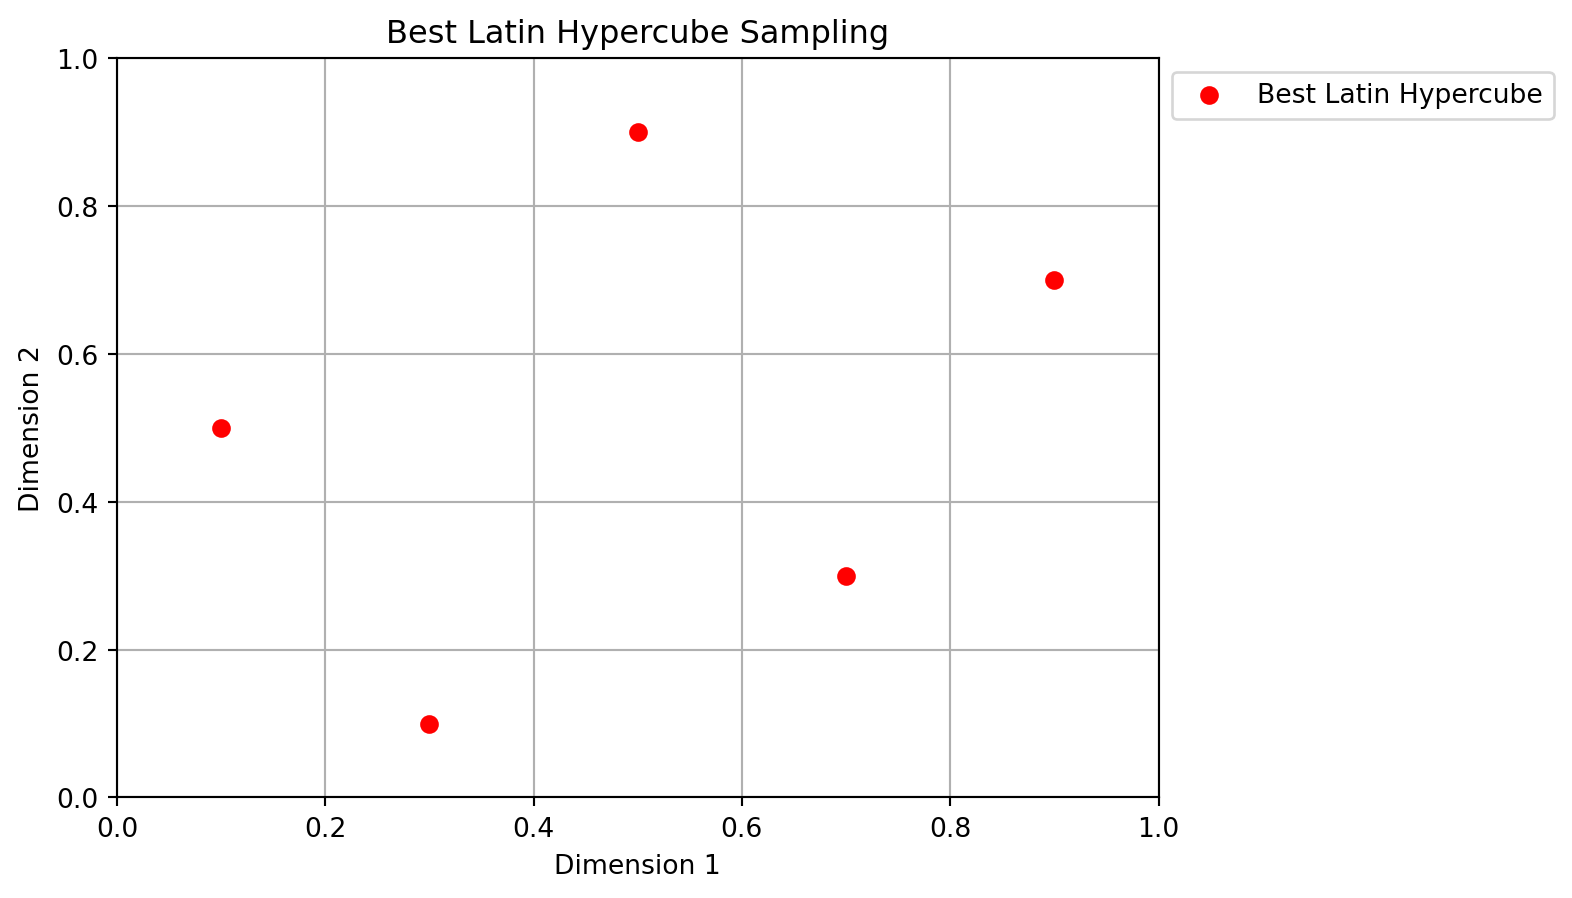 Best Latin Hypercube Sampling
Best Latin Hypercube
1.0
0.8
0.6
0.4
0.2
0.0
Dimension 2
0.0 0.2 0.4 0.6 0.8 1.0
Dimension 1